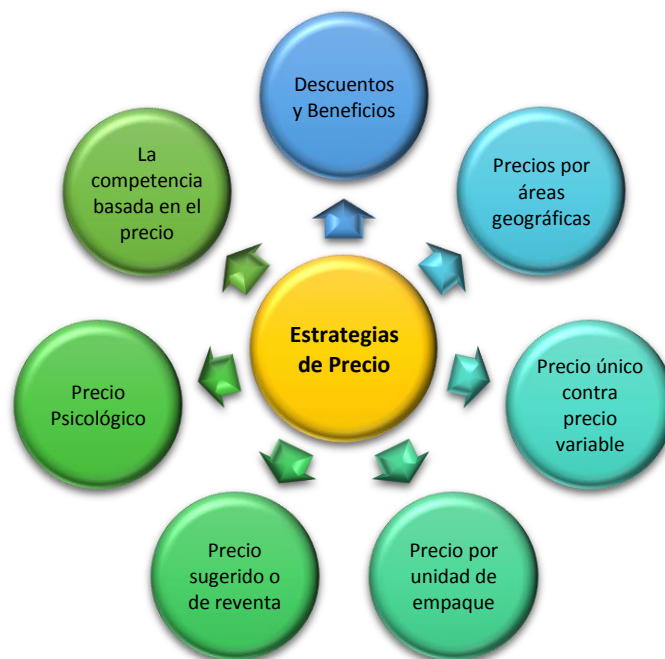 Descuentos
y Beneficios
Precios por
áreas
geográficas
Precio único
contra
precio
variable
Precio por
unidad de
empaque
Precio
sugerido o
de reventa
Precio
Psicológico
La
competencia
basada en el
precio
Estrategias
de Precio